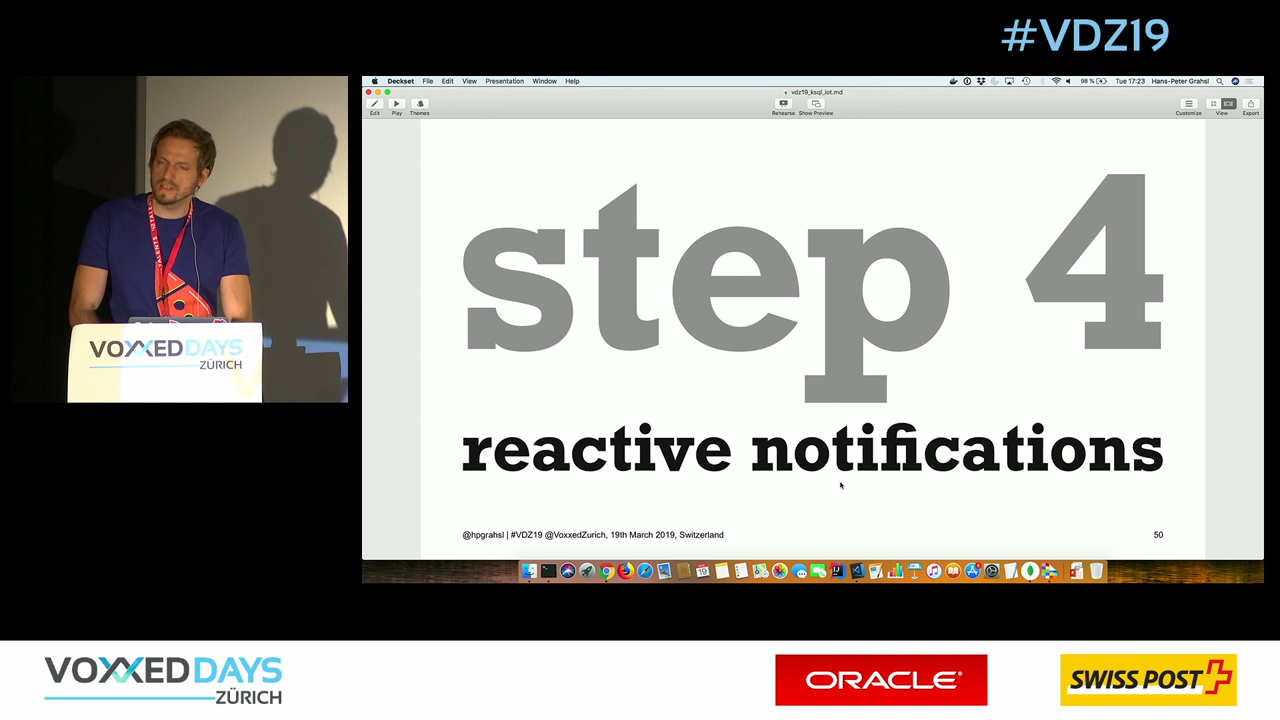 #VDZ19
Deckset File Edit View Presentation Window Help
98 % Tue 17:23 Hans-Peter Grahsl
vdz19_ksql_iot.md
Edit Play Themes
Rehearse Show Preview
Customize View Export
step 4
reactive notifications
@hpgrahsl | #VDZ19 @VoxxedZurich, 19th March 2019, Switzerland
50
VOXXED DAYS
ZÜRICH
VOXXED DAYS
ZÜRICH
ORACLE®
SWISS POST